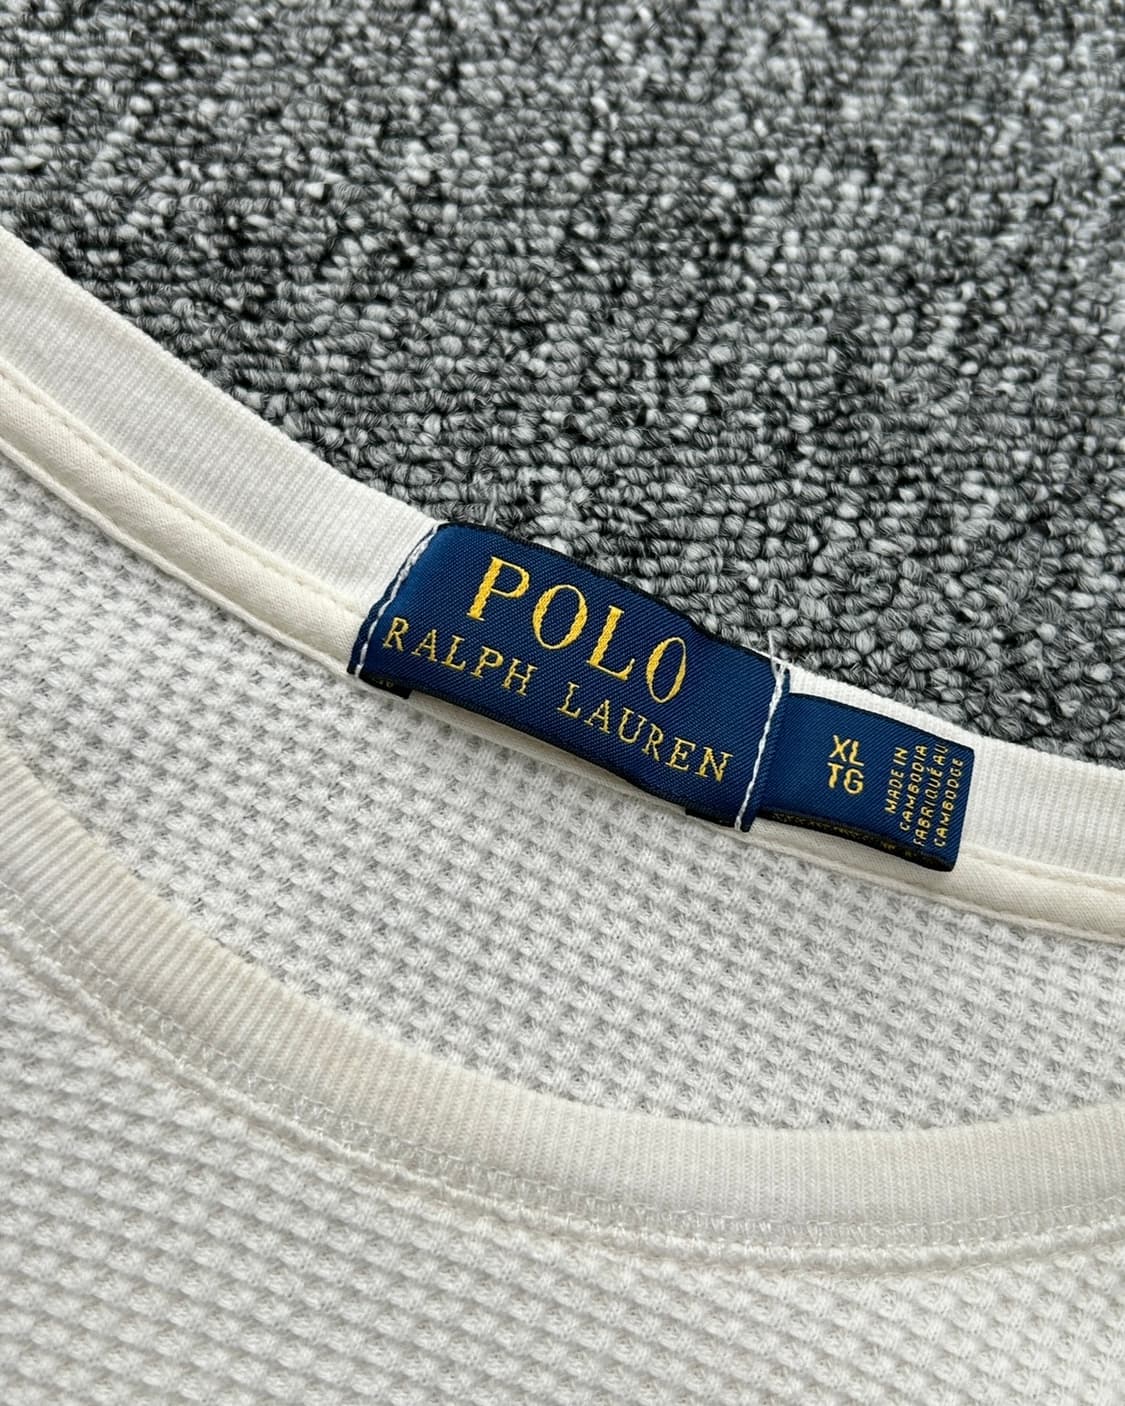 POLO
RALPH LAUREN
XL
TG
MADE IN
CAMBODIA
FABRIQUÉ AU
CAMBODGE